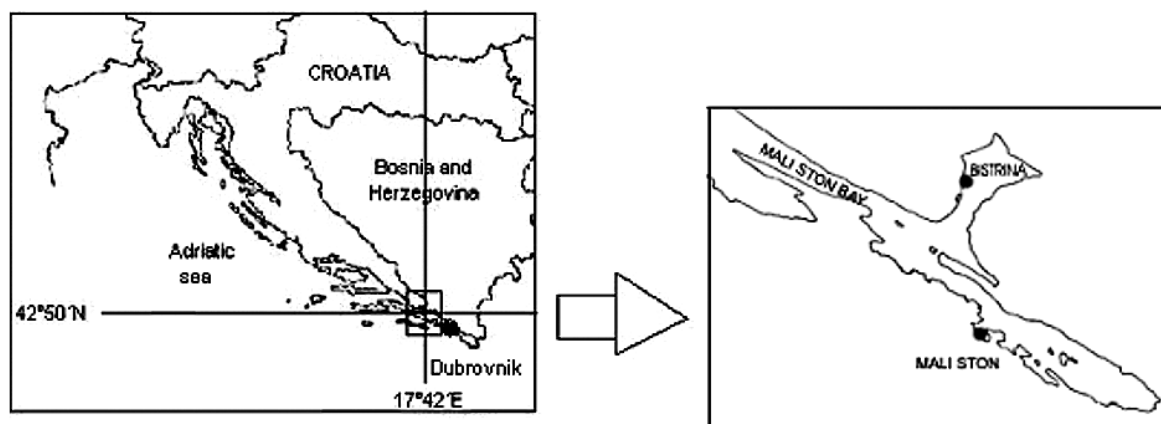 CROATIA
Bosnia and
Herzegovina
Adriatic
sea
42°50´N
Dubrovnik
17°42´E
MALI STON BAY
BISTRINA
MALI STON